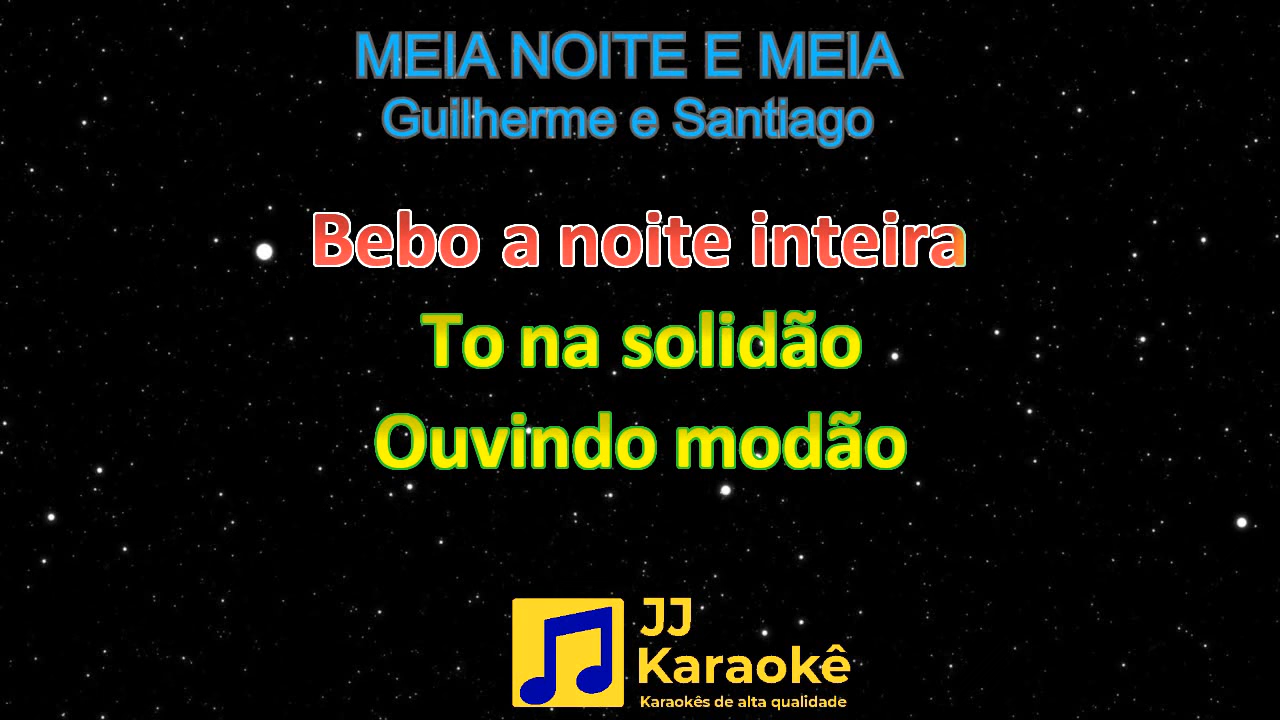 MEIA NOITE E MEIA
Guilherme e Santiago
Bebo a noite inteira
To na solidão
Ouvindo modão
JJ
Karaokê
Karaokês de alta qualidade